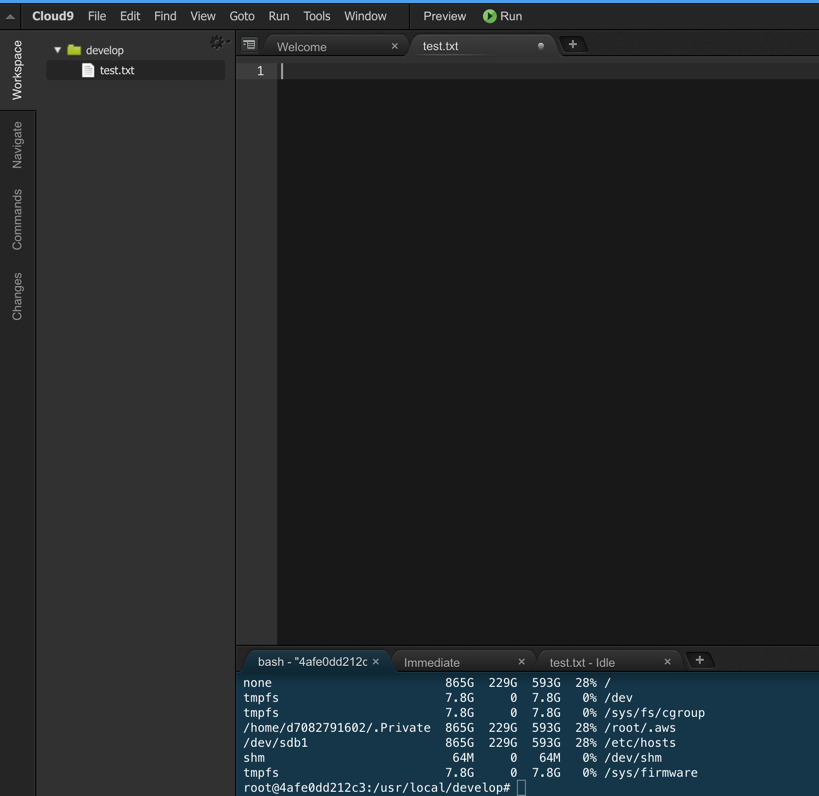 Cloud9 File Edit Find View Goto Run Tools Window Preview Run
Workspace
Navigate
Commands
Changes
develop
test.txt
Welcome × test.txt +
1
bash - "4afe0dd212c × Immediate × test.txt - Idle × +
none 865G 229G 593G 28% /
tmpfs 7.8G 0 7.8G 0% /dev
tmpfs 7.8G 0 7.8G 0% /sys/fs/cgroup
/home/d7082791602/.Private 865G 229G 593G 28% /root/.aws
/dev/sdb1 865G 229G 593G 28% /etc/hosts
shm 64M 0 64M 0% /dev/shm
tmpfs 7.8G 0 7.8G 0% /sys/firmware
root@4afe0dd212c3:/usr/local/develop#